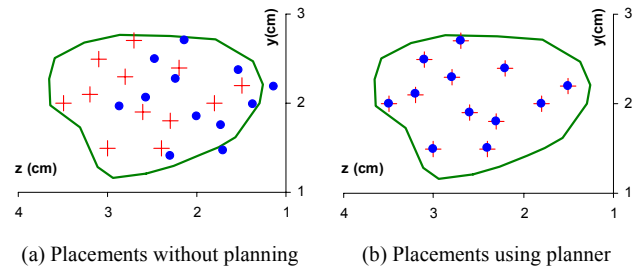 3
y(cm)
2
z (cm)
1
4 3 2 1
3
y(cm)
2
z (cm)
1
4 3 2 1
(a) Placements without planning
(b) Placements using planner